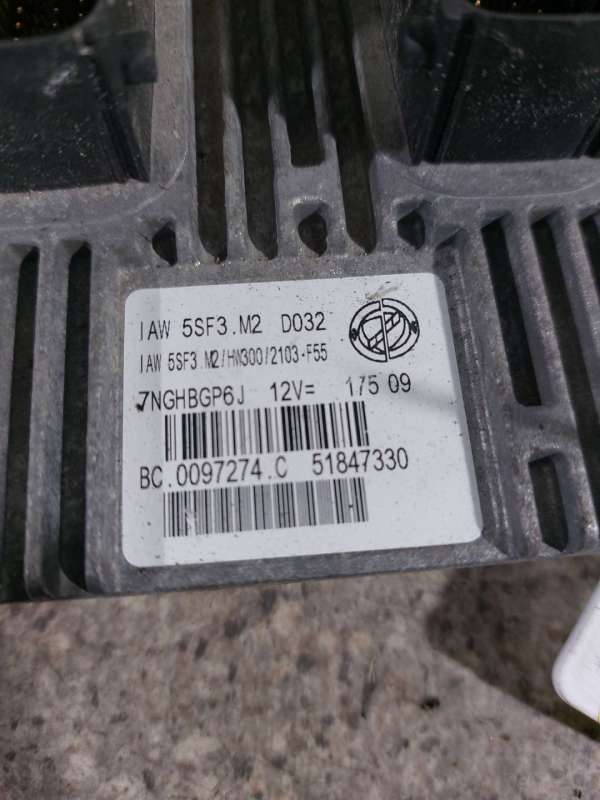 IAW 5SF3.M2 D032
IAW 5SF3.M2/HW300/2103-F55
7NGHBGP6J 12V= 175 09
BC.0097274.C 51847330